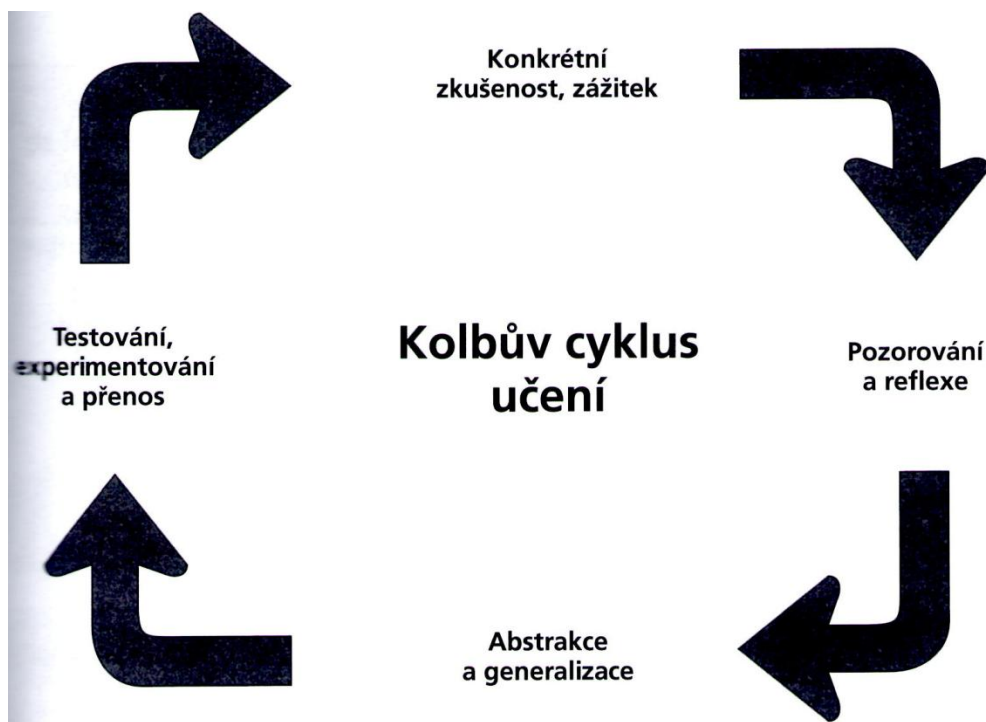 Konkrétní
zkušenost, zážitek
Testování,
experimentování
a přenos
Kolbův cyklus
učení
Pozorování
a reflexe
Abstrakce
a generalizace